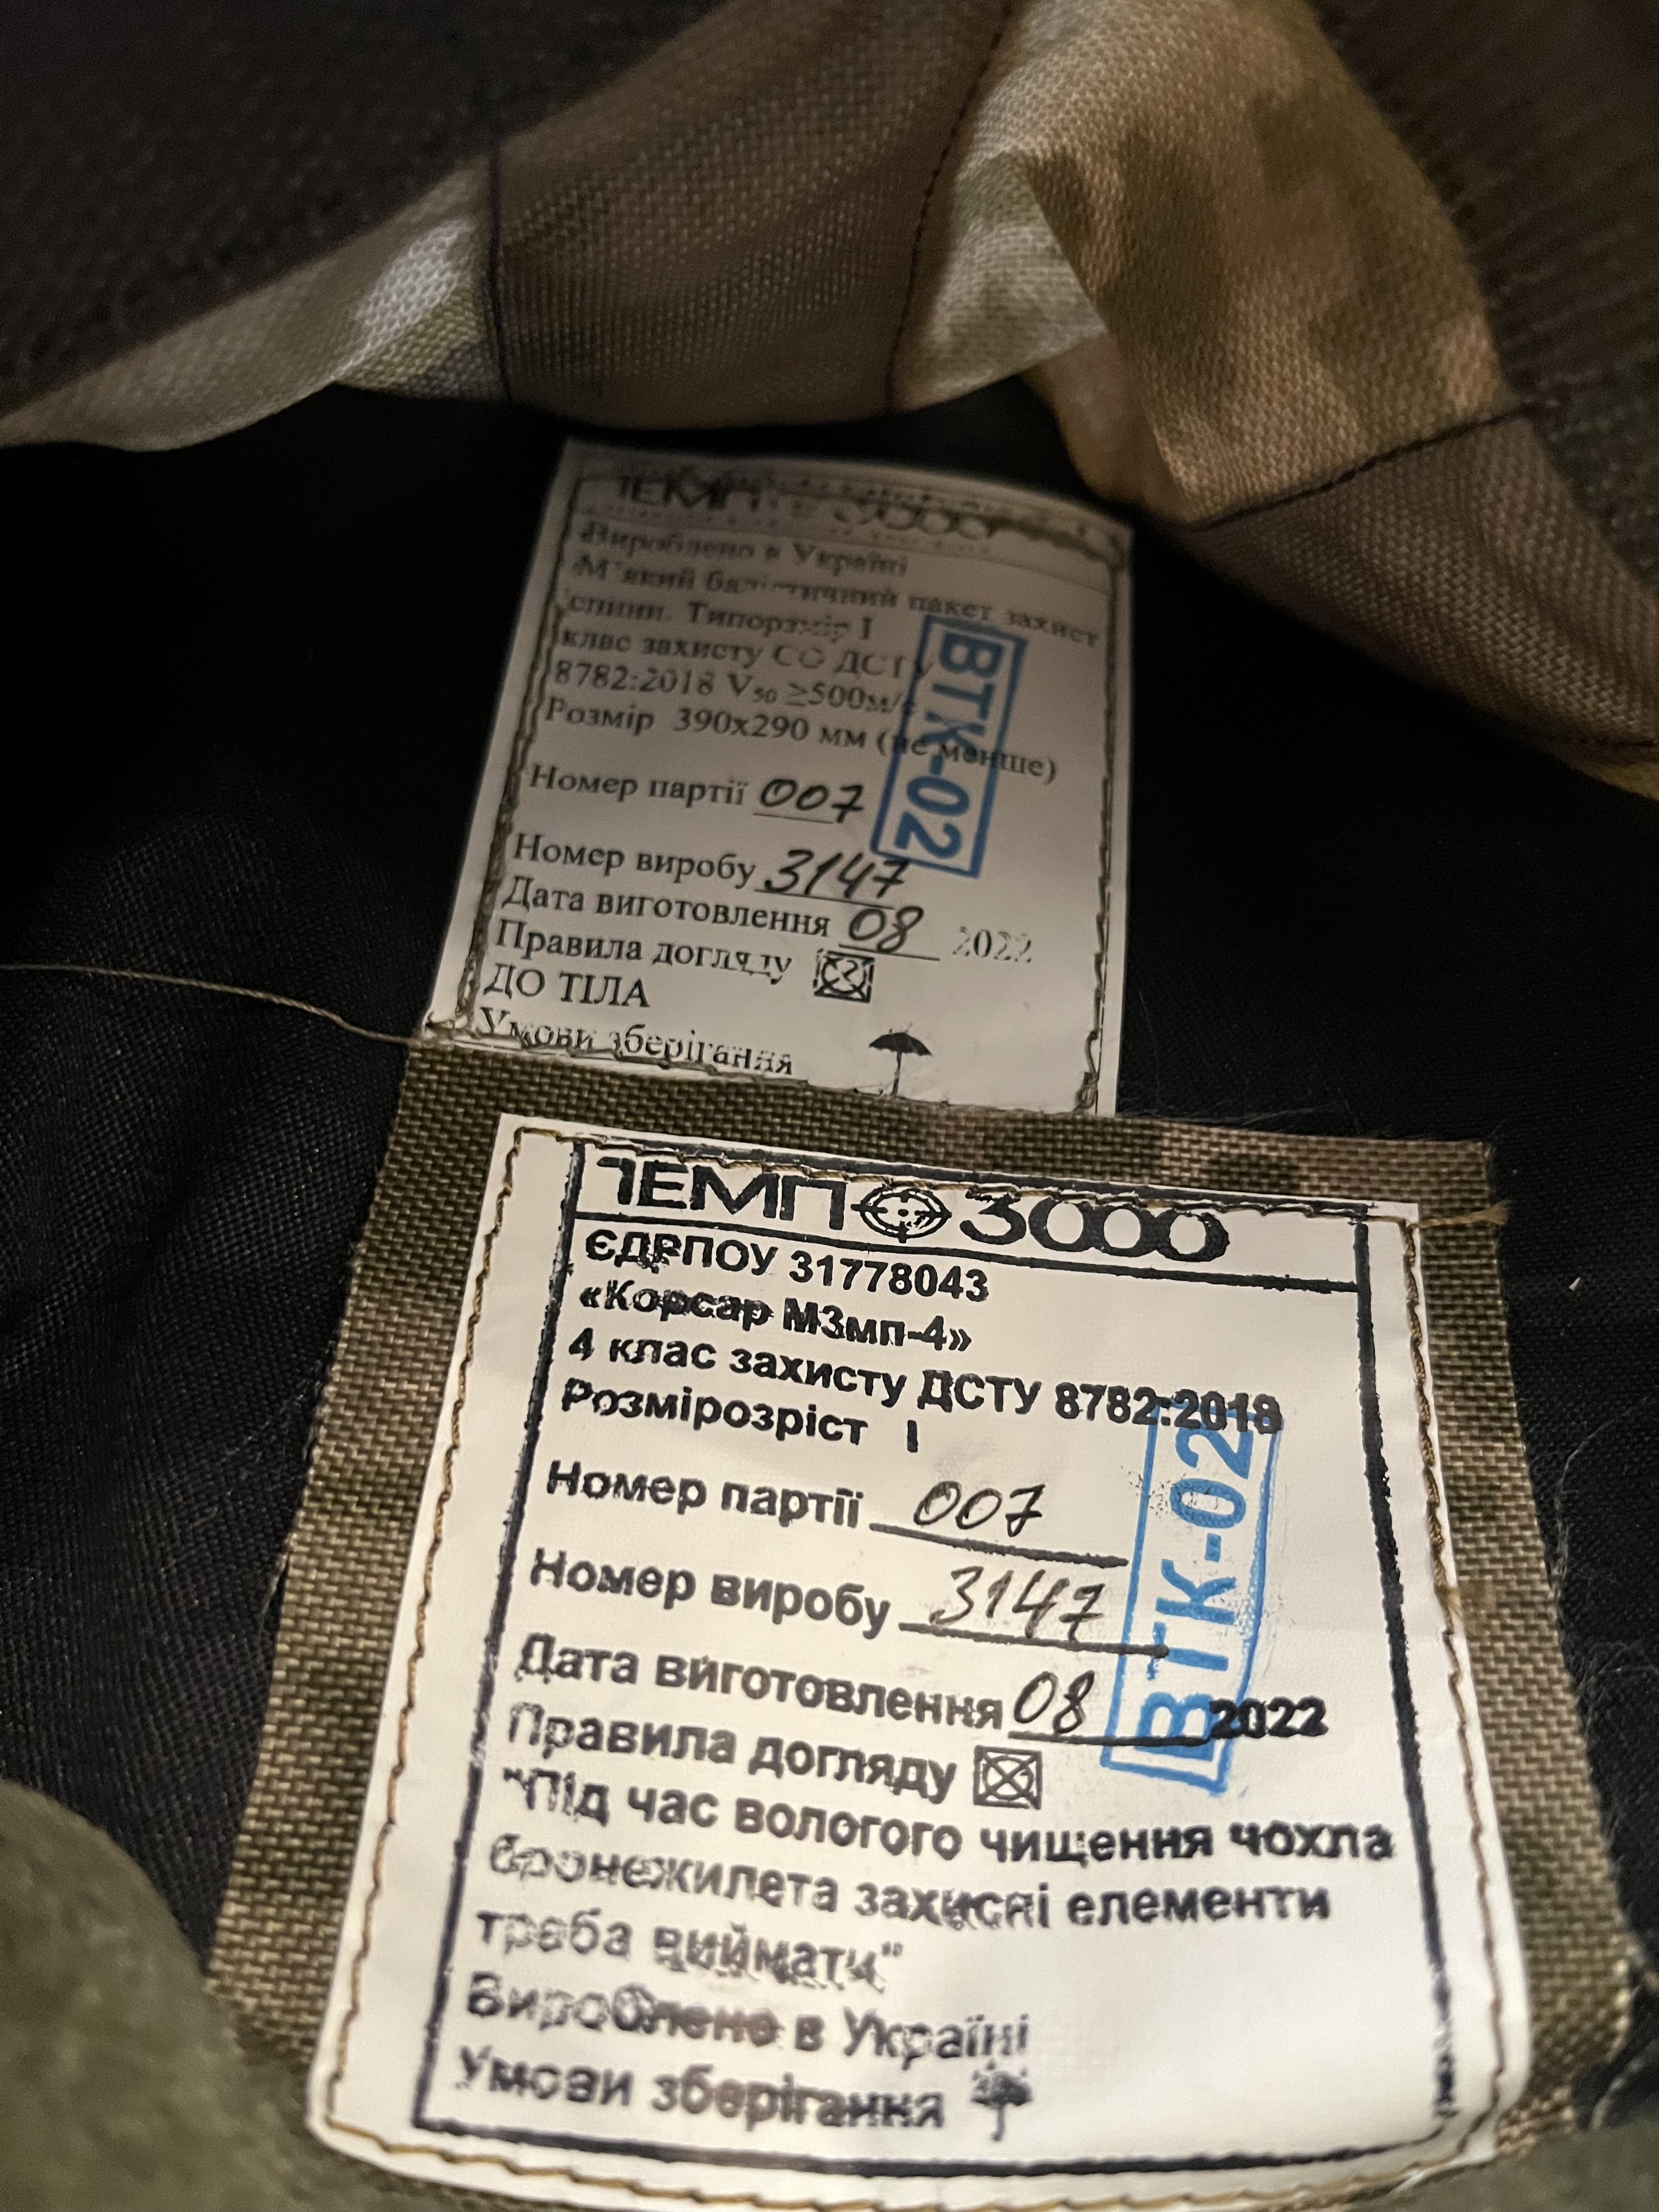 ТЕМП 3000
Вироблено в Україні
М'який балістичний пакет захист
спини. Типорзмір I
клас захисту СО ДСТУ
8782:2018 V50 ≥500м/с
Розмір 390х290 мм (не менше)
Номер партії 007
Номер виробу 3147
Дата виготовлення 08 2022
Правила догляду
ДО ТІЛА
Умови зберігання
ВТК-02
ТЕМП 3000
ЄДРПОУ 31778043
«Корсар М3мп-4»
4 клас захисту ДСТУ 8782:2018
Розмірозріст I
Номер партії 007
Номер виробу 3147
Дата виготовлення 08 2022
Правила догляду
"Під час вологого чищення чохла
бронежилета захисні елементи
треба виймати"
Вироблено в Україні
Умови зберігання
ВТК-02